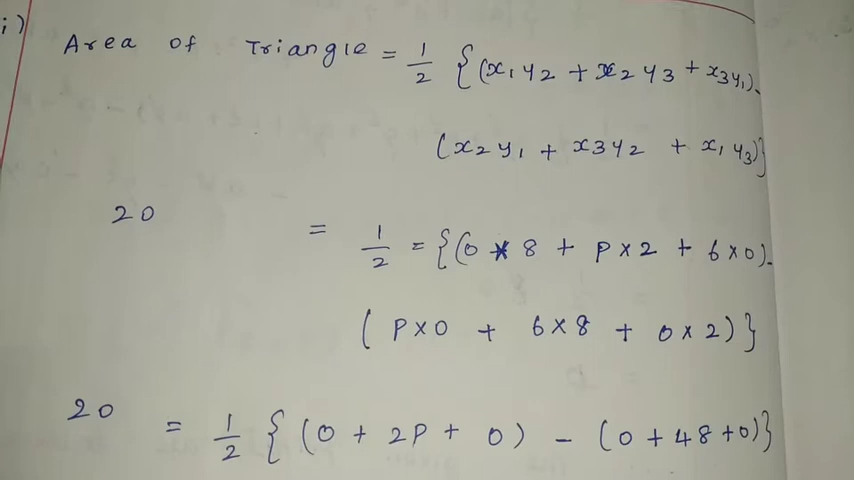 i)
Area of Triangle = 1/2 {(x₁y₂ + x₂y₃ + x₃y₁) -
(x₂y₁ + x₃y₂ + x₁y₃)}
20 = 1/2 = {(0 × 8 + P × 2 + 6 × 0) -
(P × 0 + 6 × 8 + 0 × 2)}
20 = 1/2 {(0 + 2P + 0) - (0 + 48 + 0)}